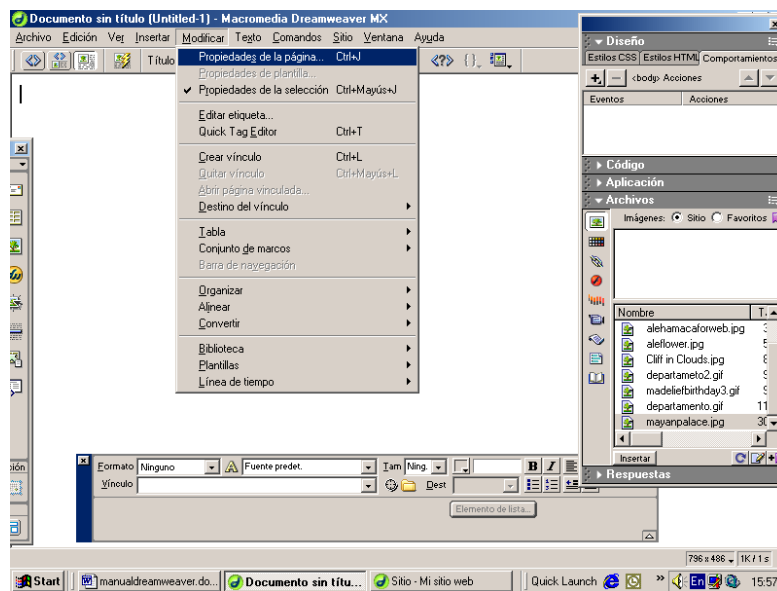 Documento sin título (Untitled-1) - Macromedia Dreamweaver MX
Archivo Edición Ver Insertar Modificar Texto Comandos Sitio Ventana Ayuda
Título
Propiedades de la página... Ctrl+J
Propiedades de plantilla...
Propiedades de la selección Ctrl+Mayús+J
Editar etiqueta...
Quick Tag Editor Ctrl+T
Crear vínculo Ctrl+L
Quitar vínculo Ctrl+Mayús+L
Abrir página vinculada...
Destino del vínculo
Tabla
Conjunto de marcos
Barra de navegación
Organizar
Alinear
Convertir
Biblioteca
Plantillas
Línea de tiempo
Diseño
Estilos CSS Estilos HTML Comportamientos
<body> Acciones
Eventos Acciones
Código
Aplicación
Archivos
Imágenes: Sitio Favoritos
Nombre T.
alehamacaforweb.jpg
aleflower.jpg
Cliff in Clouds.jpg
departameto2.gif
madeliefbirthday3.gif
departamento.gif 11
mayanpalace.jpg
Insertar
Respuestas
Formato Ninguno Fuente predet. Tam Ning. B I
Vínculo Dest
Elemento de lista...
796 x 486 1K / 1 s
Start manualdreamweaver.do... Documento sin títu... Sitio - Mi sitio web Quick Launch » En 15:57